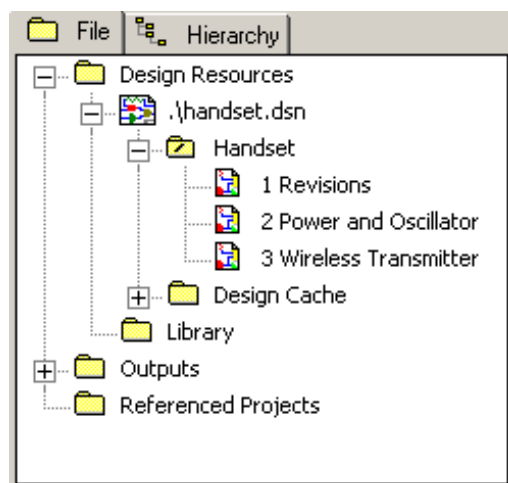 File Hierarchy
Design Resources
.\handset.dsn
Handset
1 Revisions
2 Power and Oscillator
3 Wireless Transmitter
Design Cache
Library
Outputs
Referenced Projects